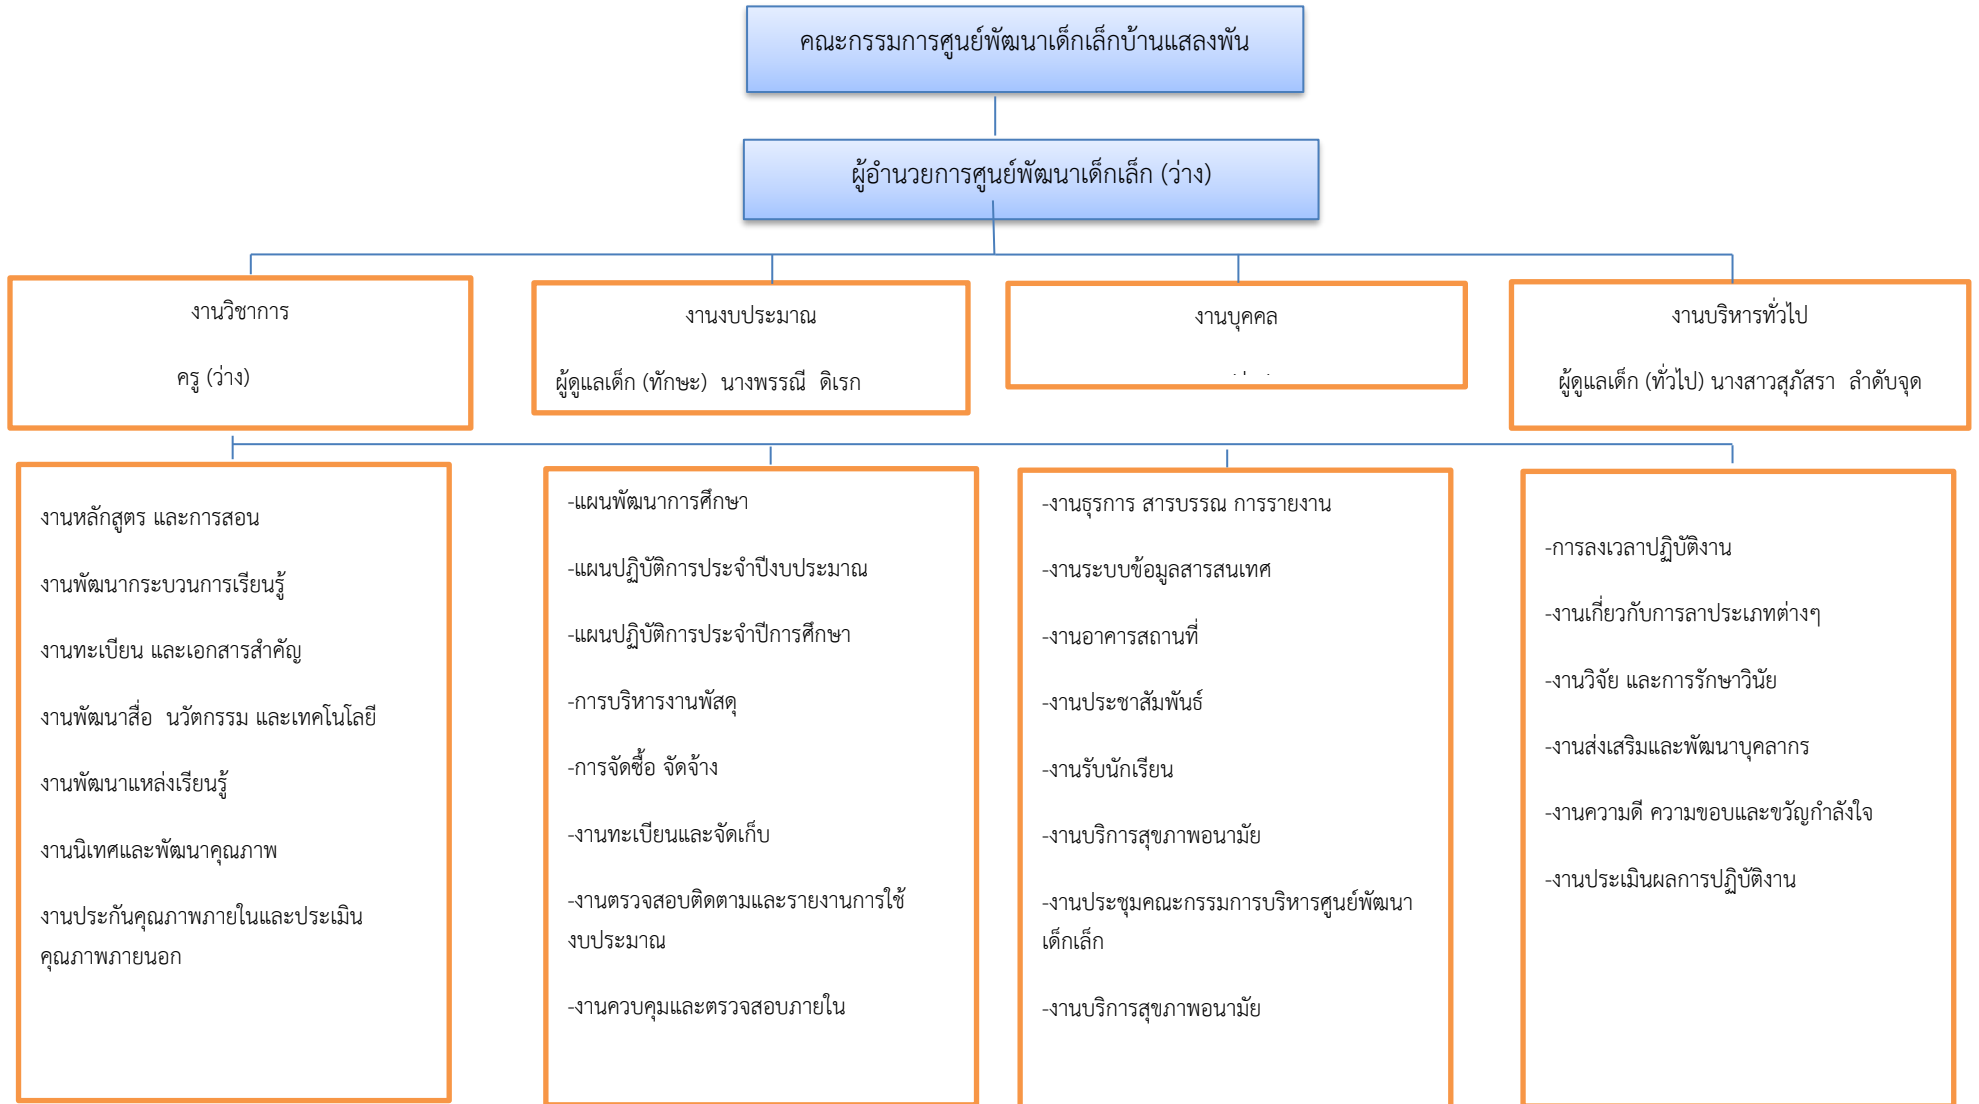 คณะกรรมการศูนย์พัฒนาเด็กเล็กบ้านแสลงพัน
ผู้อำนวยการศูนย์พัฒนาเด็กเล็ก (ว่าง)
งานวิชาการ
ครู (ว่าง)
งานงบประมาณ
ผู้ดูแลเด็ก (ทักษะ)  นางพรรณี  ดิเรก
งานบุคคล
งานบริหารทั่วไป
ผู้ดูแลเด็ก (ทั่วไป) นางสาวสุภัสรา  ลำดับจุด
งานหลักสูตร และการสอน
งานพัฒนากระบวนการเรียนรู้
งานทะเบียน และเอกสารสำคัญ
งานพัฒนาสื่อ  นวัตกรรม และเทคโนโลยี
งานพัฒนาแหล่งเรียนรู้
งานนิเทศและพัฒนาคุณภาพ
งานประกันคุณภาพภายในและประเมิน
คุณภาพภายนอก
-แผนพัฒนาการศึกษา
-แผนปฏิบัติการประจำปีงบประมาณ
-แผนปฏิบัติการประจำปีการศึกษา
-การบริหารงานพัสดุ
-การจัดซื้อ จัดจ้าง
-งานทะเบียนและจัดเก็บ
-งานตรวจสอบติดตามและรายงานการใช้
งบประมาณ
-งานควบคุมและตรวจสอบภายใน
-งานธุรการ สารบรรณ การรายงาน
-งานระบบข้อมูลสารสนเทศ
-งานอาคารสถานที่
-งานประชาสัมพันธ์
-งานรับนักเรียน
-งานบริการสุขภาพอนามัย
-งานประชุมคณะกรรมการบริหารศูนย์พัฒนา
เด็กเล็ก
-งานบริการสุขภาพอนามัย
-การลงเวลาปฏิบัติงาน
-งานเกี่ยวกับการลาประเภทต่างๆ
-งานวิจัย และการรักษาวินัย
-งานส่งเสริมและพัฒนาบุคลากร
-งานความดี ความขอบและขวัญกำลังใจ
-งานประเมินผลการปฏิบัติงาน